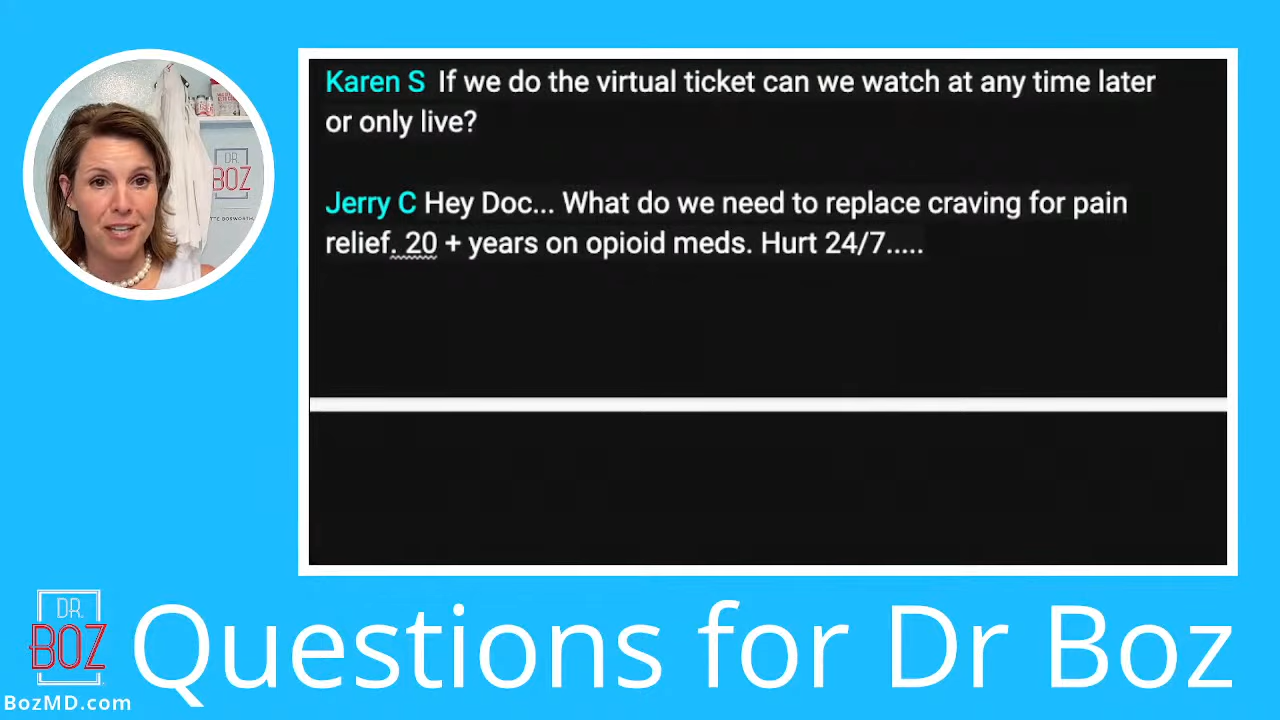 Karen S If we do the virtual ticket can we watch at any time later
or only live?
Jerry C Hey Doc... What do we need to replace craving for pain
relief. 20 + years on opioid meds. Hurt 24/7.....
DR.
BOZ
DR.
BOZ
Questions for Dr Boz
BozMD.com